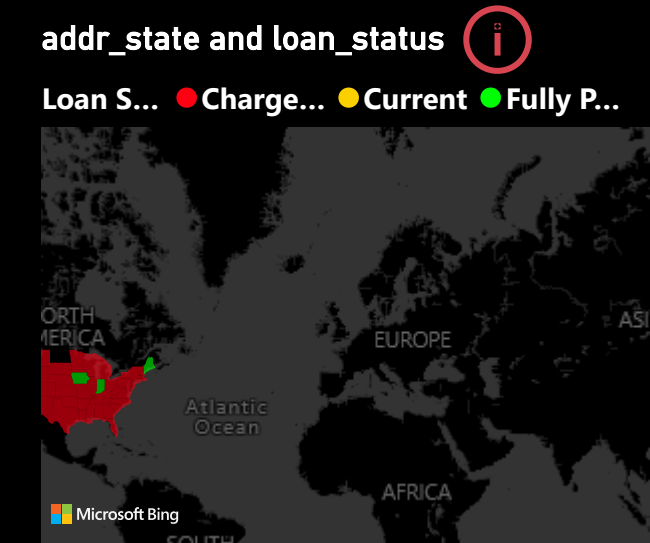 addr_state and loan_status
Loan S... Charge... Current Fully P...
ORTH
MERICA
EUROPE
ASI
Atlantic
Ocean
AFRICA
Microsoft Bing
SOUTH